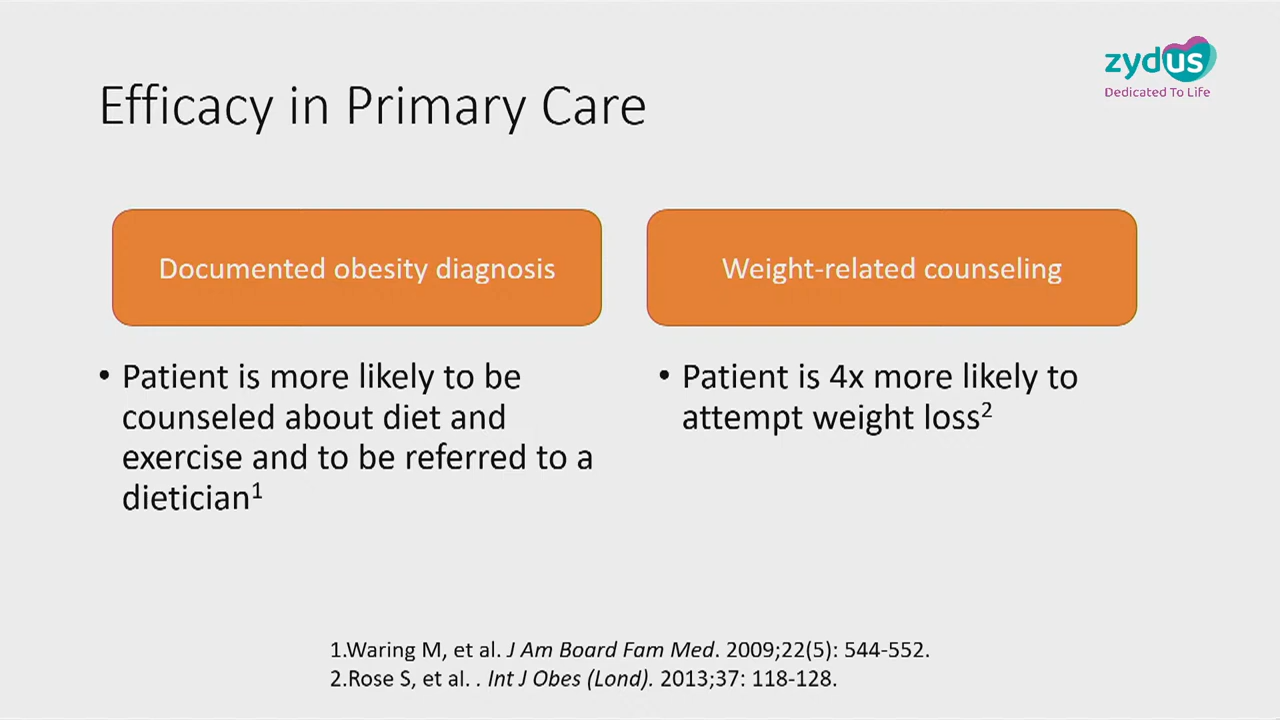 zydus
Dedicated To Life
Efficacy in Primary Care
Documented obesity diagnosis
• Patient is more likely to be
counseled about diet and
exercise and to be referred to a
dietician¹
Weight-related counseling
• Patient is 4x more likely to
attempt weight loss²
1.Waring M, et al. J Am Board Fam Med. 2009;22(5): 544-552.
2.Rose S, et al. . Int J Obes (Lond). 2013;37: 118-128.